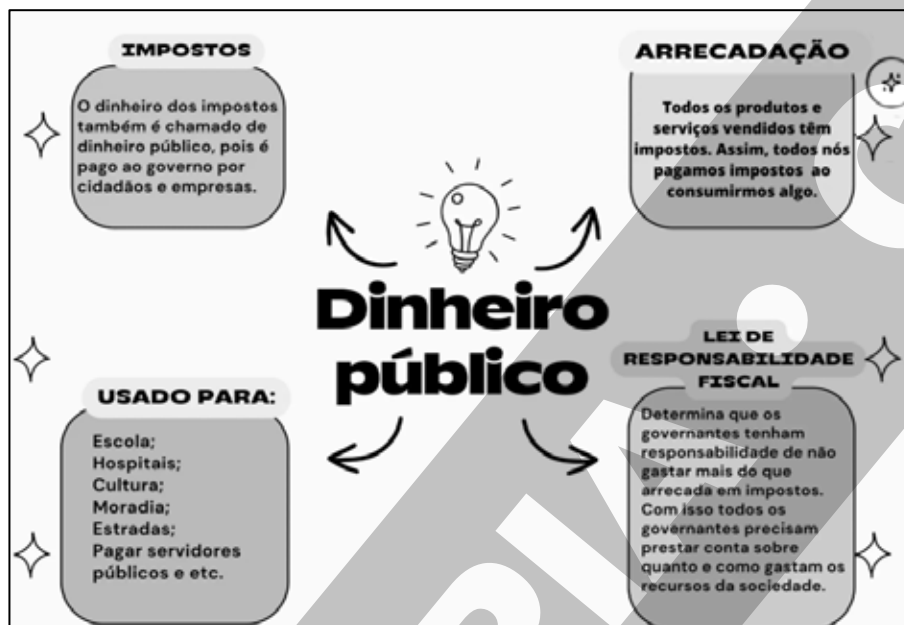 IMPOSTOS
O dinheiro dos impostos
também é chamado de
dinheiro público, pois é
pago ao governo por
cidadãos e empresas.
ARRECADAÇÃO
Todos os produtos e
serviços vendidos têm
impostos. Assim, todos nós
pagamos impostos ao
consumirmos algo.
Dinheiro
público
USADO PARA:
Escola;
Hospitais;
Cultura;
Moradia;
Estradas;
Pagar servidores
públicos e etc.
LEI DE
RESPONSABILIDADE
FISCAL
Determina que os
governantes tenham
responsabilidade de não
gastar mais do que
arrecada em impostos.
Com isso todos os
governantes precisam
prestar conta sobre
quanto e como gastam os
recursos da sociedade.